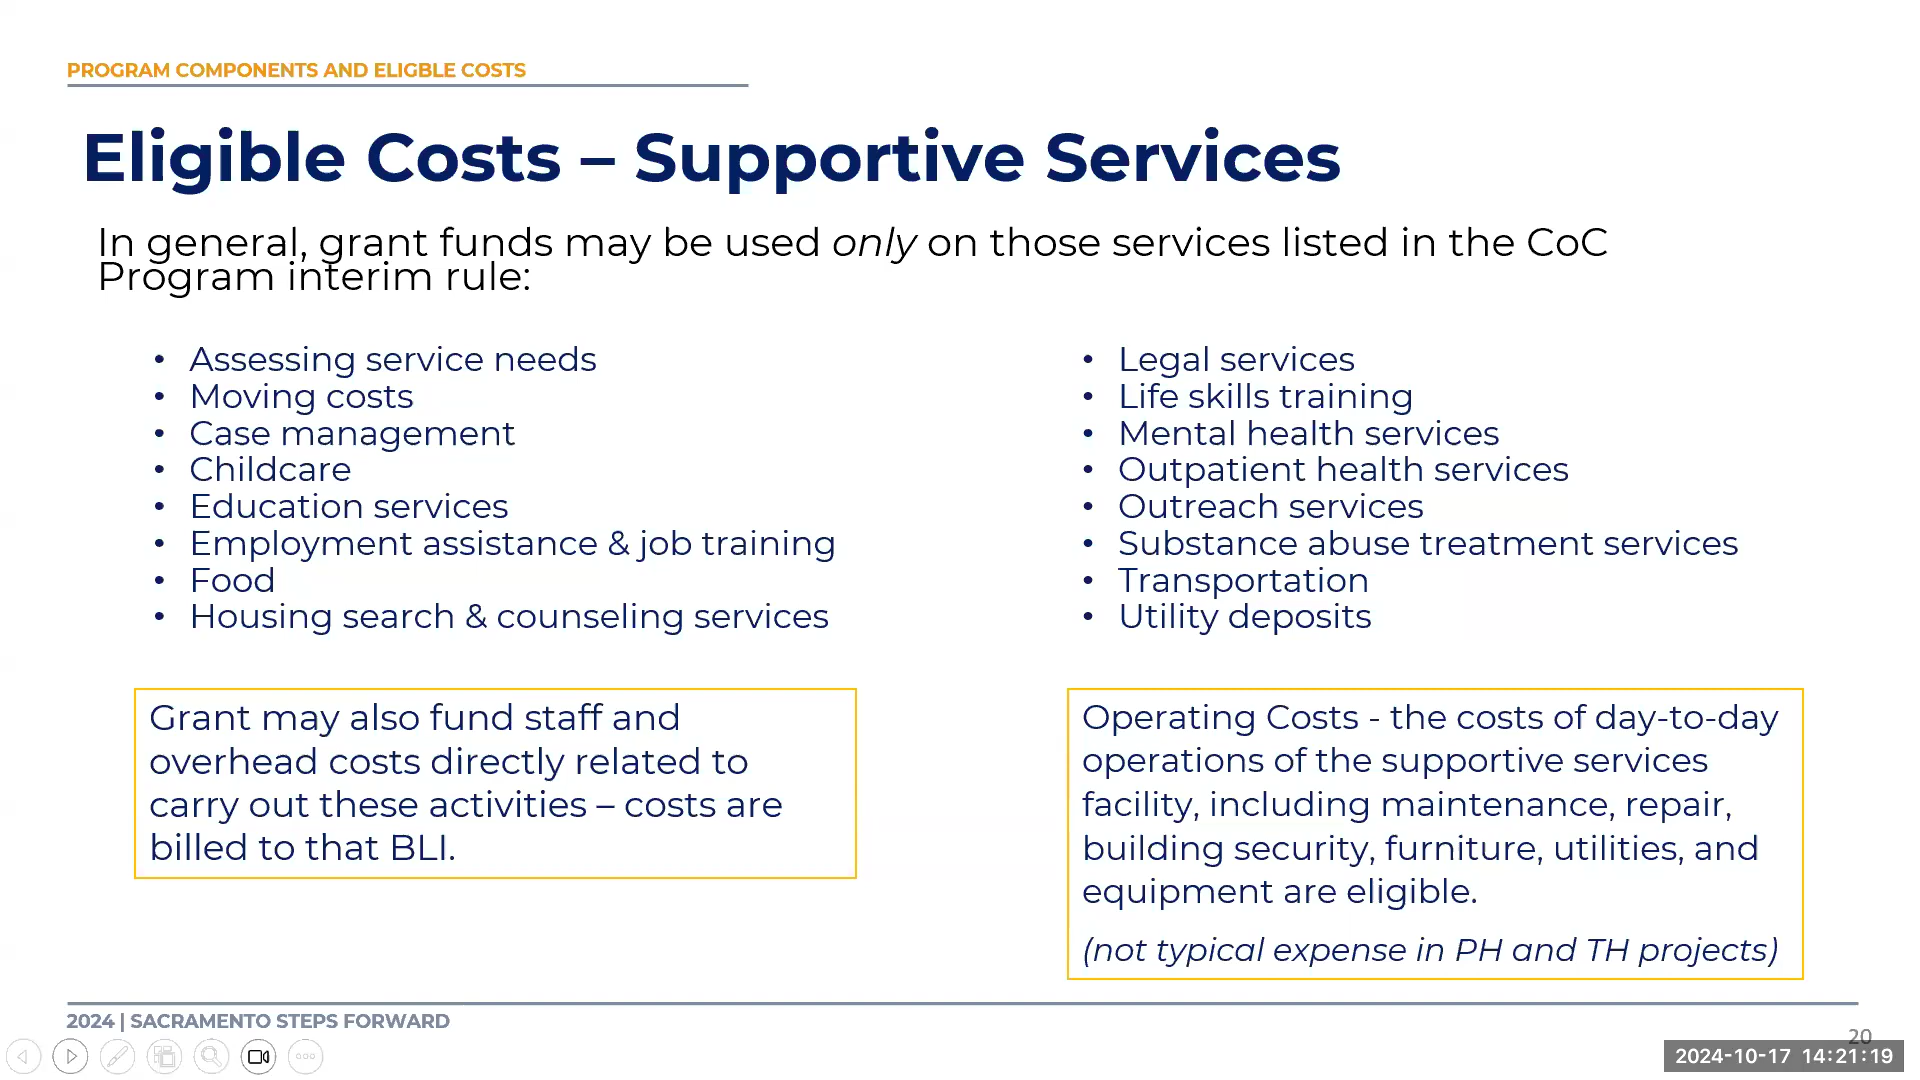 PROGRAM COMPONENTS AND ELIGBLE COSTS
Eligible Costs – Supportive Services
In general, grant funds may be used only on those services listed in the CoC
Program interim rule:
• Assessing service needs
• Moving costs
• Case management
• Childcare
• Education services
• Employment assistance & job training
• Food
• Housing search & counseling services
• Legal services
• Life skills training
• Mental health services
• Outpatient health services
• Outreach services
• Substance abuse treatment services
• Transportation
• Utility deposits
Grant may also fund staff and
overhead costs directly related to
carry out these activities – costs are
billed to that BLI.
Operating Costs - the costs of day-to-day
operations of the supportive services
facility, including maintenance, repair,
building security, furniture, utilities, and
equipment are eligible.
(not typical expense in PH and TH projects)
2024 | SACRAMENTO STEPS FORWARD
20
2024-10-17 14:21:19